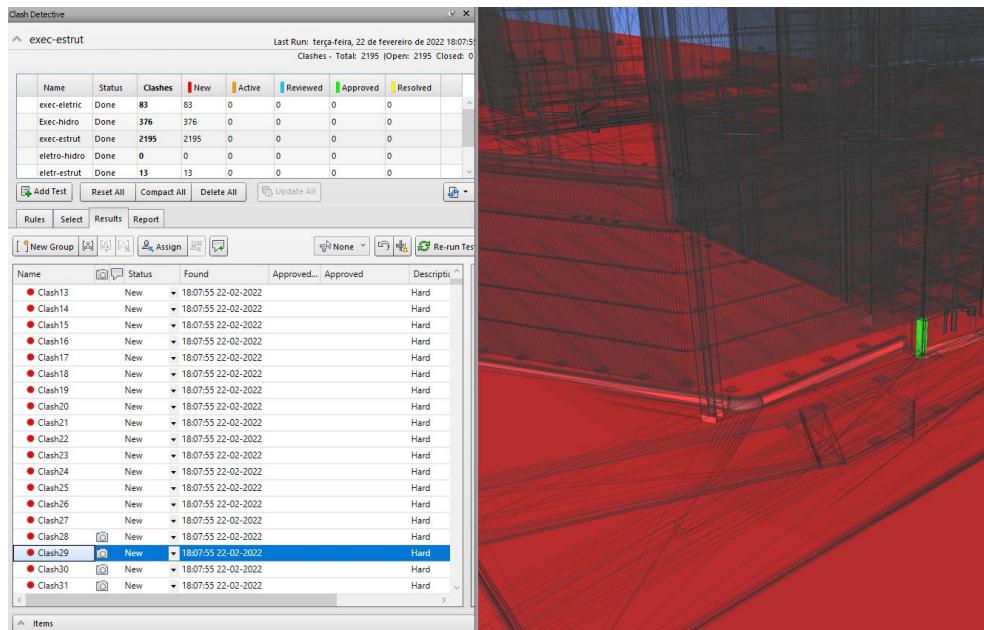 Clash Detective
exec-estrut
Last Run: terça-feira, 22 de fevereiro de 2022 18:07:55
Clashes - Total: 2195 (Open: 2195 Closed: 0
Name Status Clashes New Active Reviewed Approved Resolved
exec-eletric Done 83 83 0 0 0 0
Exec-hidro Done 376 376 0 0 0 0
exec-estrut Done 2195 2195 0 0 0 0
eletro-hidro Done 0 0 0 0 0 0
eletr-estrut Done 13 13 0 0 0 0
Add Test Reset All Compact All Delete All Update All
Rules Select Results Report
New Group Assign None Re-run Tes
Name Status Found Approved... Approved Descriptic
Clash13 New 18:07:55 22-02-2022 Hard
Clash14 New 18:07:55 22-02-2022 Hard
Clash15 New 18:07:55 22-02-2022 Hard
Clash16 New 18:07:55 22-02-2022 Hard
Clash17 New 18:07:55 22-02-2022 Hard
Clash18 New 18:07:55 22-02-2022 Hard
Clash19 New 18:07:55 22-02-2022 Hard
Clash20 New 18:07:55 22-02-2022 Hard
Clash21 New 18:07:55 22-02-2022 Hard
Clash22 New 18:07:55 22-02-2022 Hard
Clash23 New 18:07:55 22-02-2022 Hard
Clash24 New 18:07:55 22-02-2022 Hard
Clash25 New 18:07:55 22-02-2022 Hard
Clash26 New 18:07:55 22-02-2022 Hard
Clash27 New 18:07:55 22-02-2022 Hard
Clash28 New 18:07:55 22-02-2022 Hard
Clash29 New 18:07:55 22-02-2022 Hard
Clash30 New 18:07:55 22-02-2022 Hard
Clash31 New 18:07:55 22-02-2022 Hard
Items